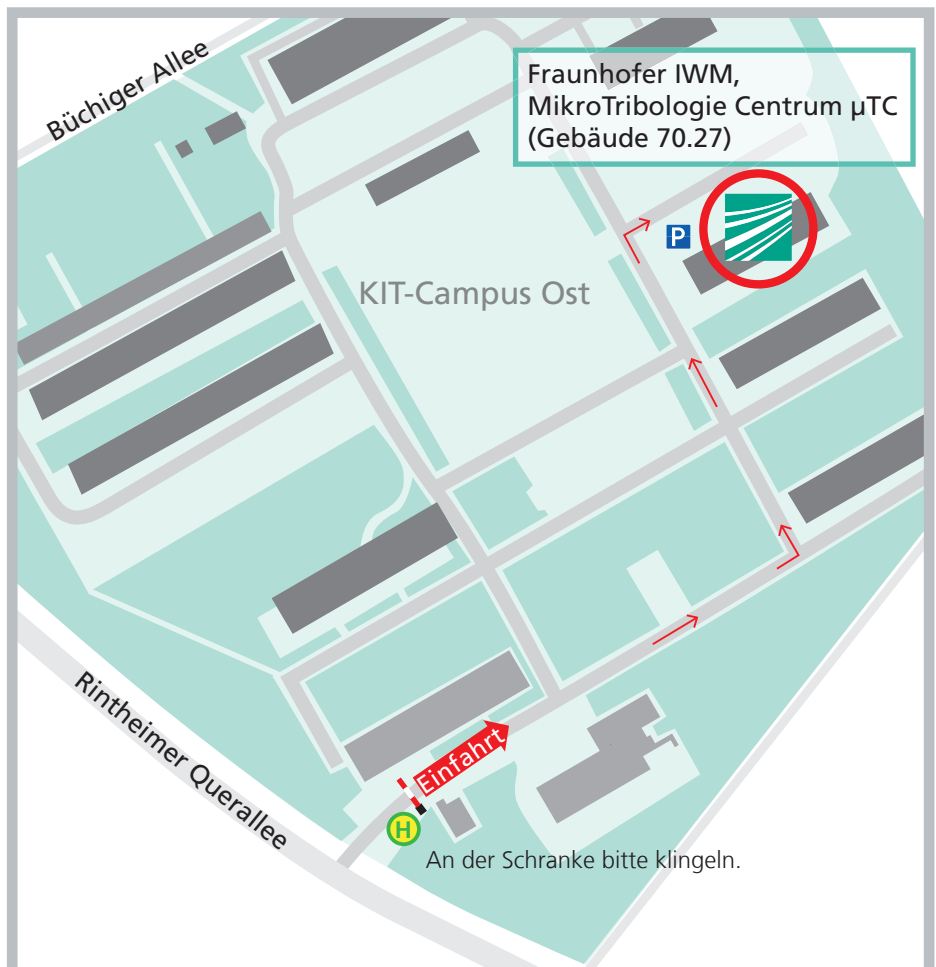 Büchiger Allee
Fraunhofer IWM,
MikroTribologie Centrum µTC
(Gebäude 70.27)
P
KIT-Campus Ost
Rintheimer Querallee
Einfahrt
H
An der Schranke bitte klingeln.